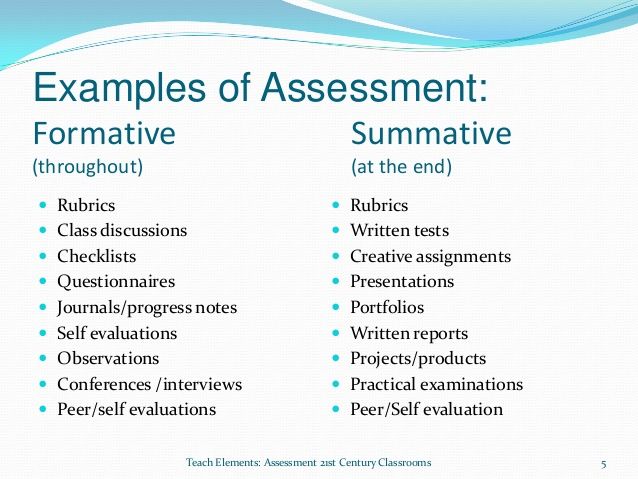 Examples of Assessment:
Formative
(throughout)
Rubrics
Class discussions
Checklists
Questionnaires
Journals/progress notes
Self evaluations
Observations
Conferences /interviews
Peer/self evaluations
Summative
(at the end)
Rubrics
Written tests
Creative assignments
Presentations
Portfolios
Written reports
Projects/products
Practical examinations
Peer/Self evaluation
Teach Elements: Assessment 21st Century Classrooms
5